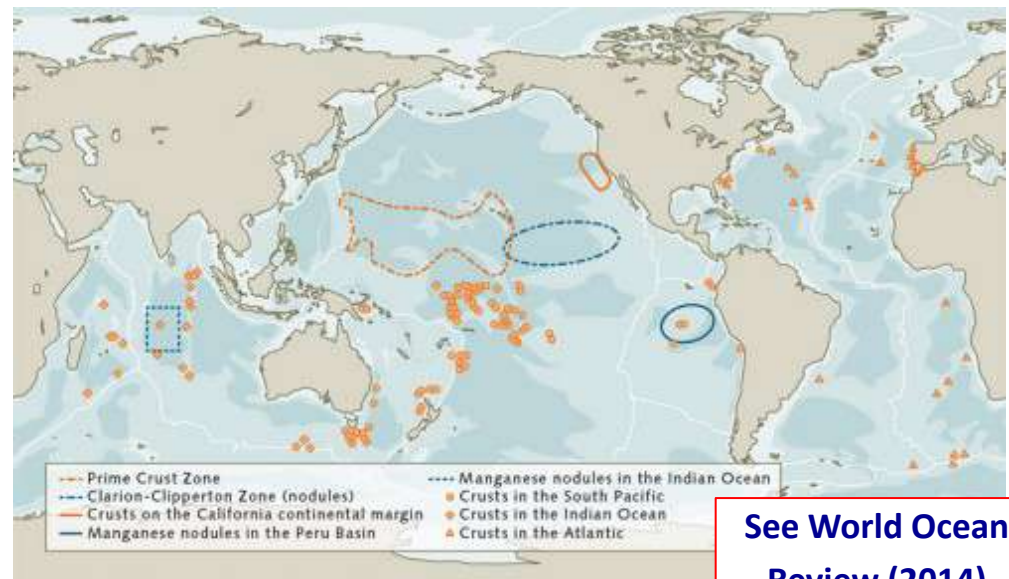 Prime Crust Zone
Clarion-Clipperton Zone (nodules)
Crusts on the California continental margin
Manganese nodules in the Peru Basin
Manganese nodules in the Indian Ocean
Crusts in the South Pacific
Crusts in the Indian Ocean
Crusts in the Atlantic
See World Ocean
Review (2014)